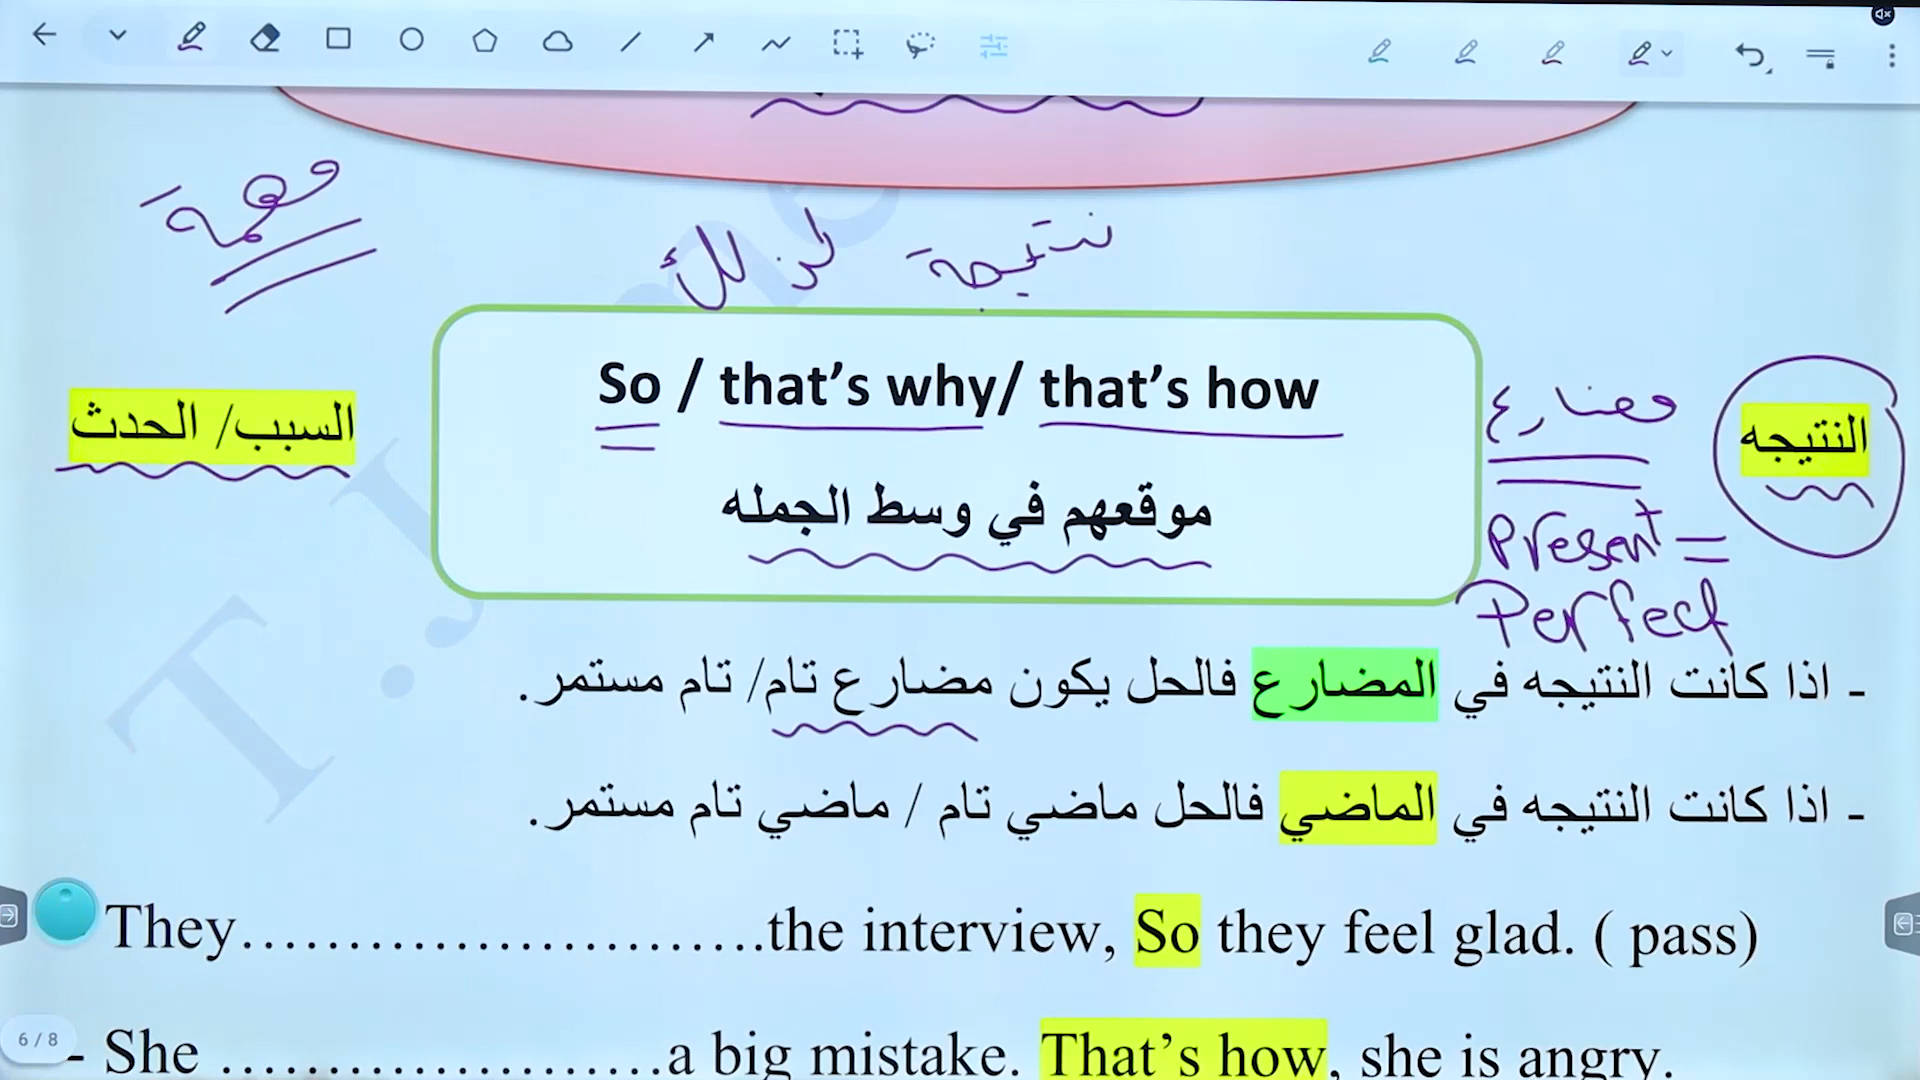 مهمة
نتيجة لذلك
So / that’s why/ that’s how
موقعهم في وسط الجمله
السبب/ الحدث
النتيجه
مضارع
Present =
Perfect
- اذا كانت النتيجه في المضارع فالحل يكون مضارع تام/ تام مستمر.
- اذا كانت النتيجه في الماضي فالحل ماضي تام / ماضي تام مستمر.
They……………………….the interview, So they feel glad. ( pass)
- She …………………….a big mistake. That’s how, she is angry.
6 / 8